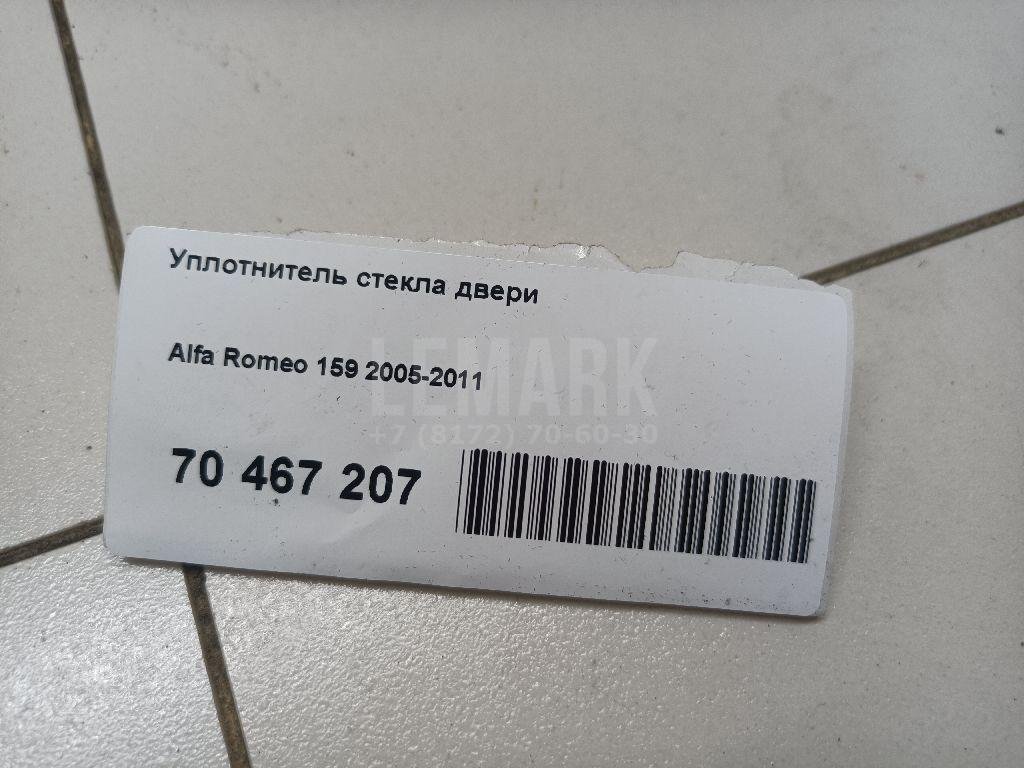 Уплотнитель стекла двери
Alfa Romeo 159 2005-2011
LEMARK
+7 (8172) 70-60-30
70 467 207